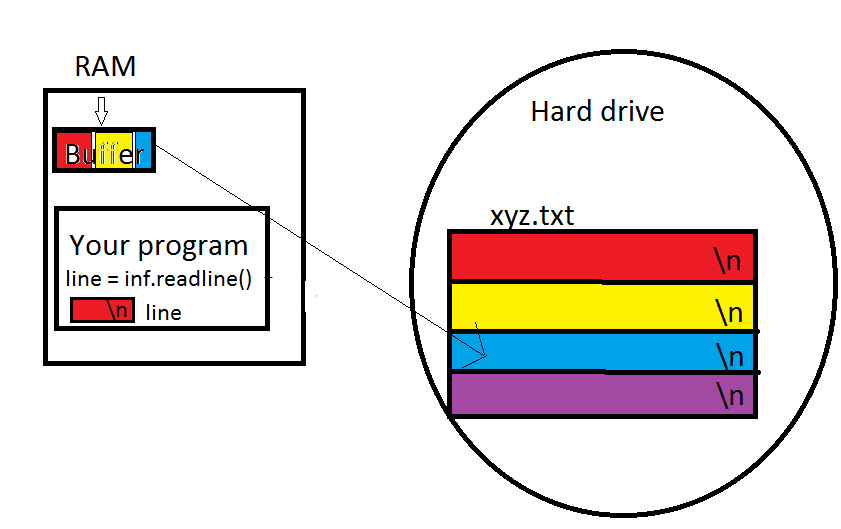 RAM
Buffer
Your program
line = inf.readline()
\n line
Hard drive
xyz.txt
\n
\n
\n
\n